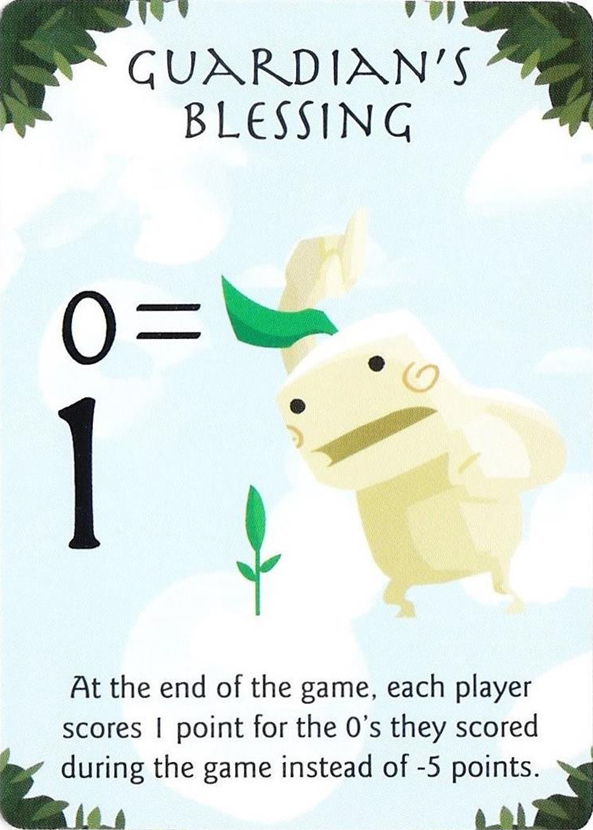 GUARDIAN'S
BLESSING
0=
1
At the end of the game, each player
scores 1 point for the 0's they scored
during the game instead of -5 points.